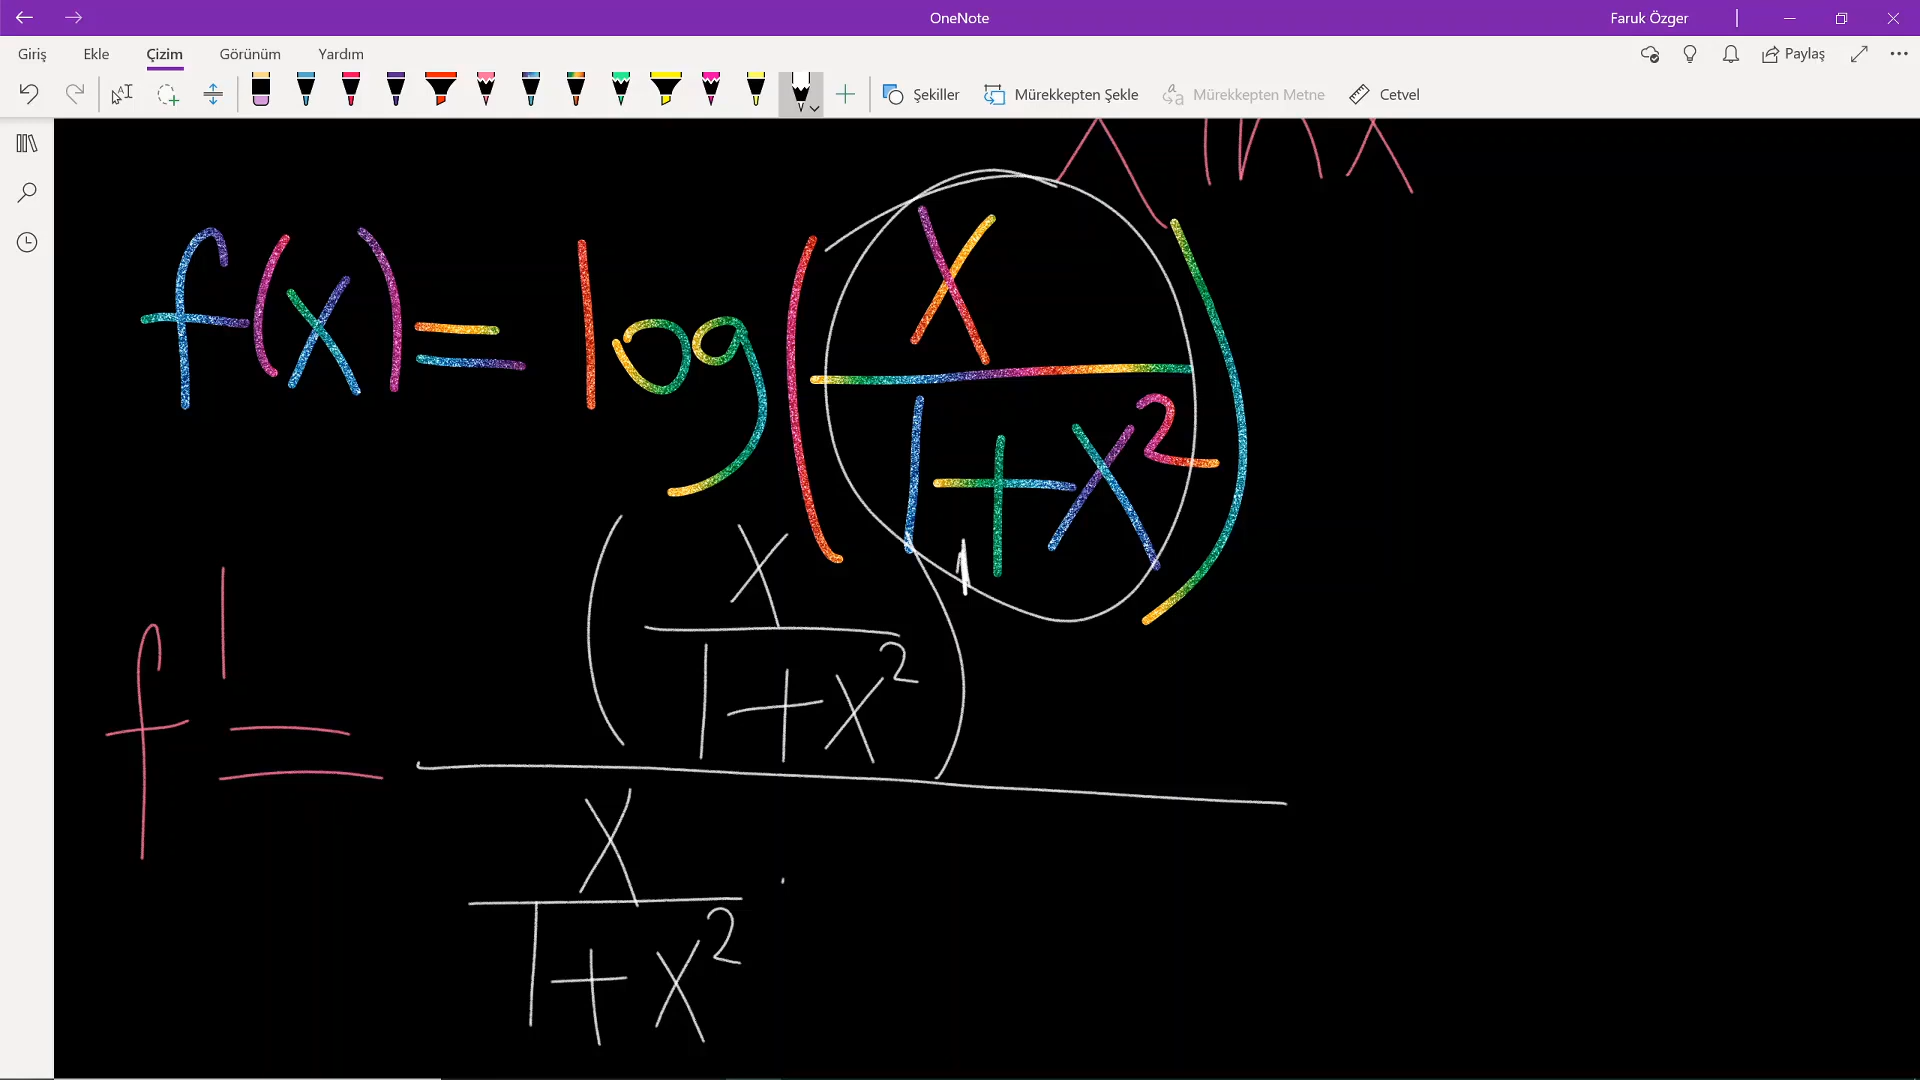 OneNote
Faruk Özger
Giriş Ekle Çizim Görünüm Yardım
Paylaş
Şekiller Mürekkepten Şekle Mürekkepten Metne Cetvel
f(x) = log(x / (1+x²))
f' = (x / (1+x²))' / (x / (1+x²) ·